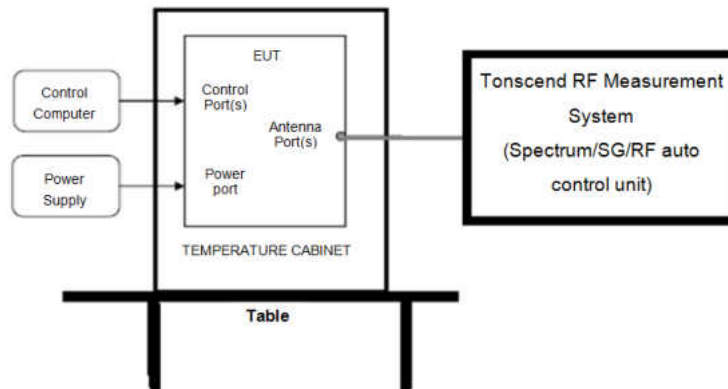 EUT
Control
Computer
Control
Port(s)
Antenna
Port(s)
Power
Supply
Power
port
TEMPERATURE CABINET
Table
Tonscend RF Measurement
System
(Spectrum/SG/RF auto
control unit)